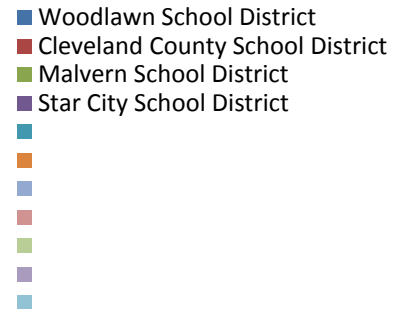 Woodlawn School District
Cleveland County School District
Malvern School District
Star City School District